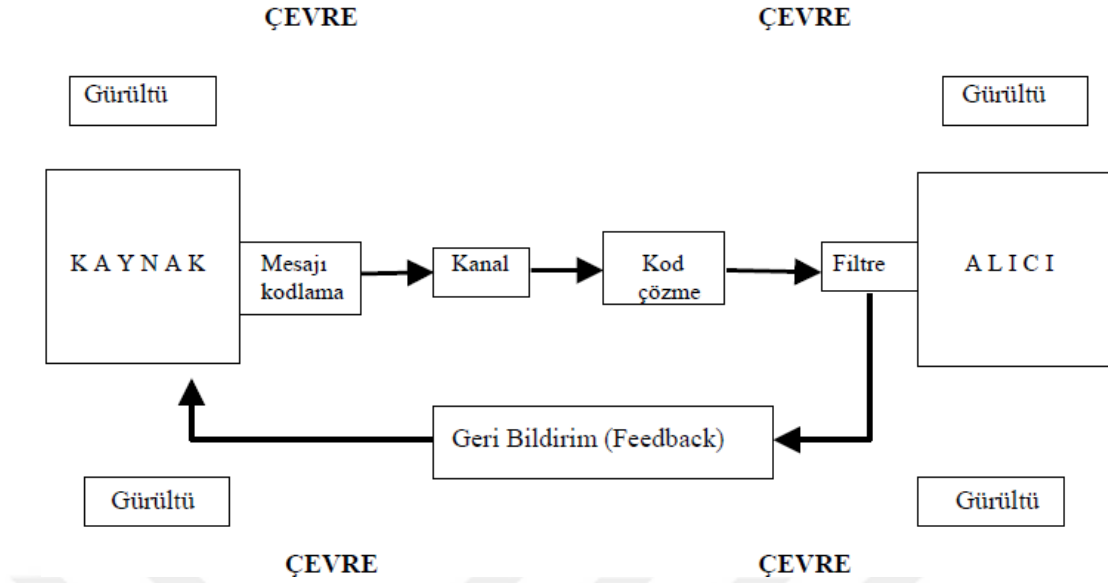 ÇEVRE ÇEVRE
Gürültü Gürültü
K A Y N A K Mesajı Kanal Kod Filtre A L I C I
kodlama çözme
Geri Bildirim (Feedback)
Gürültü Gürültü
ÇEVRE ÇEVRE